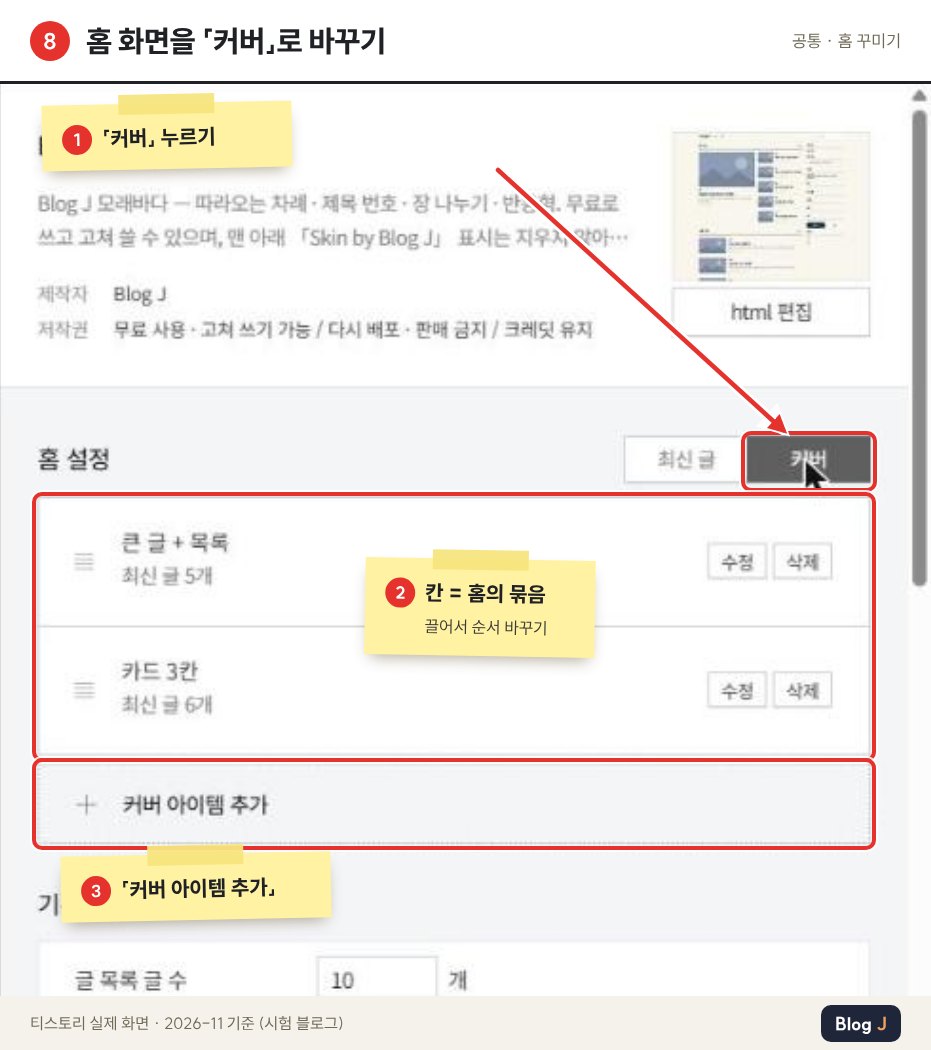 8 홈 화면을 「커버」로 바꾸기
공통 · 홈 꾸미기
1 「커버」 누르기
Blog J 모래바다 — 따라오는 차례 · 제목 번호 · 장 나누기 · 반응형. 무료로
쓰고 고쳐 쓸 수 있으며, 맨 아래 「Skin by Blog J」 표시는 지우지 않아…
제작자 Blog J
저작권 무료 사용 · 고쳐 쓰기 가능 / 다시 배포 · 판매 금지 / 크레딧 유지
html 편집
홈 설정
최신 글 커버
큰 글 + 목록
최신 글 5개
수정 삭제
2 칸 = 홈의 묶음
끌어서 순서 바꾸기
카드 3칸
최신 글 6개
수정 삭제
커버 아이템 추가
3 「커버 아이템 추가」
글 목록 글 수 10 개
티스토리 실제 화면 · 2026-11 기준 (시험 블로그)
Blog J